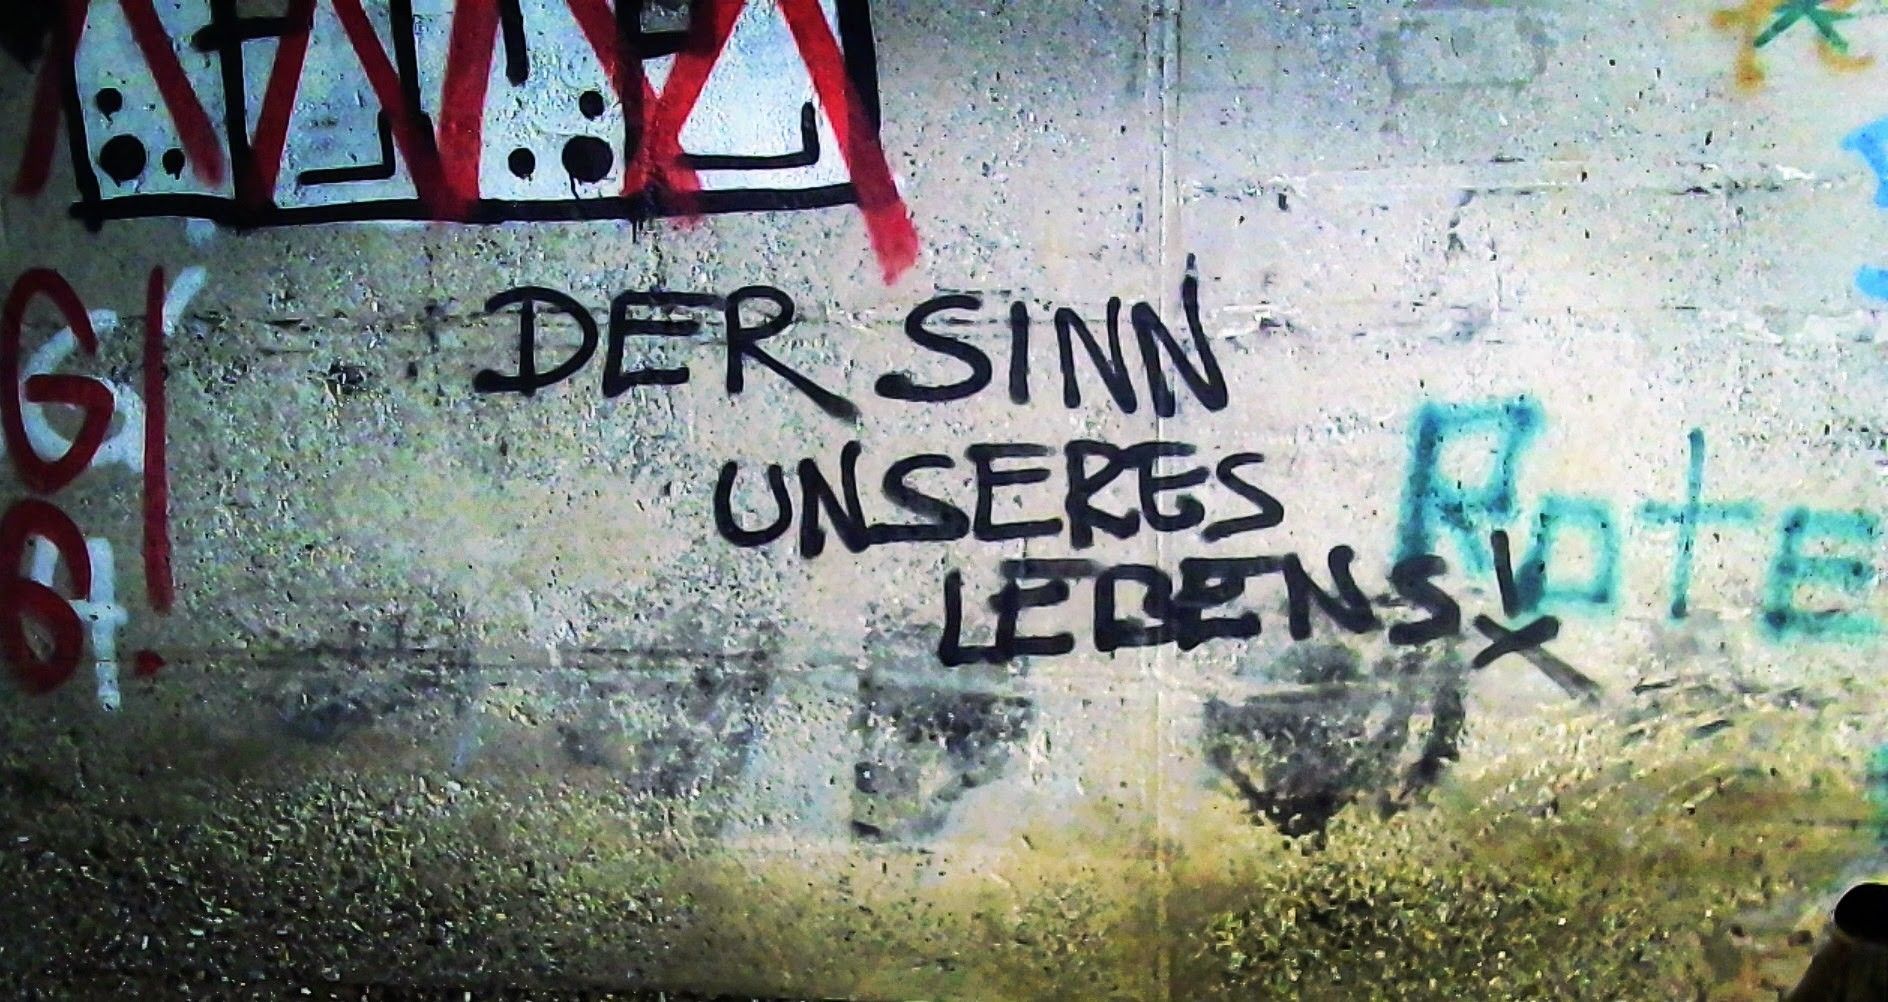 DER SINN
UNSERES
LEBENS!
Rote